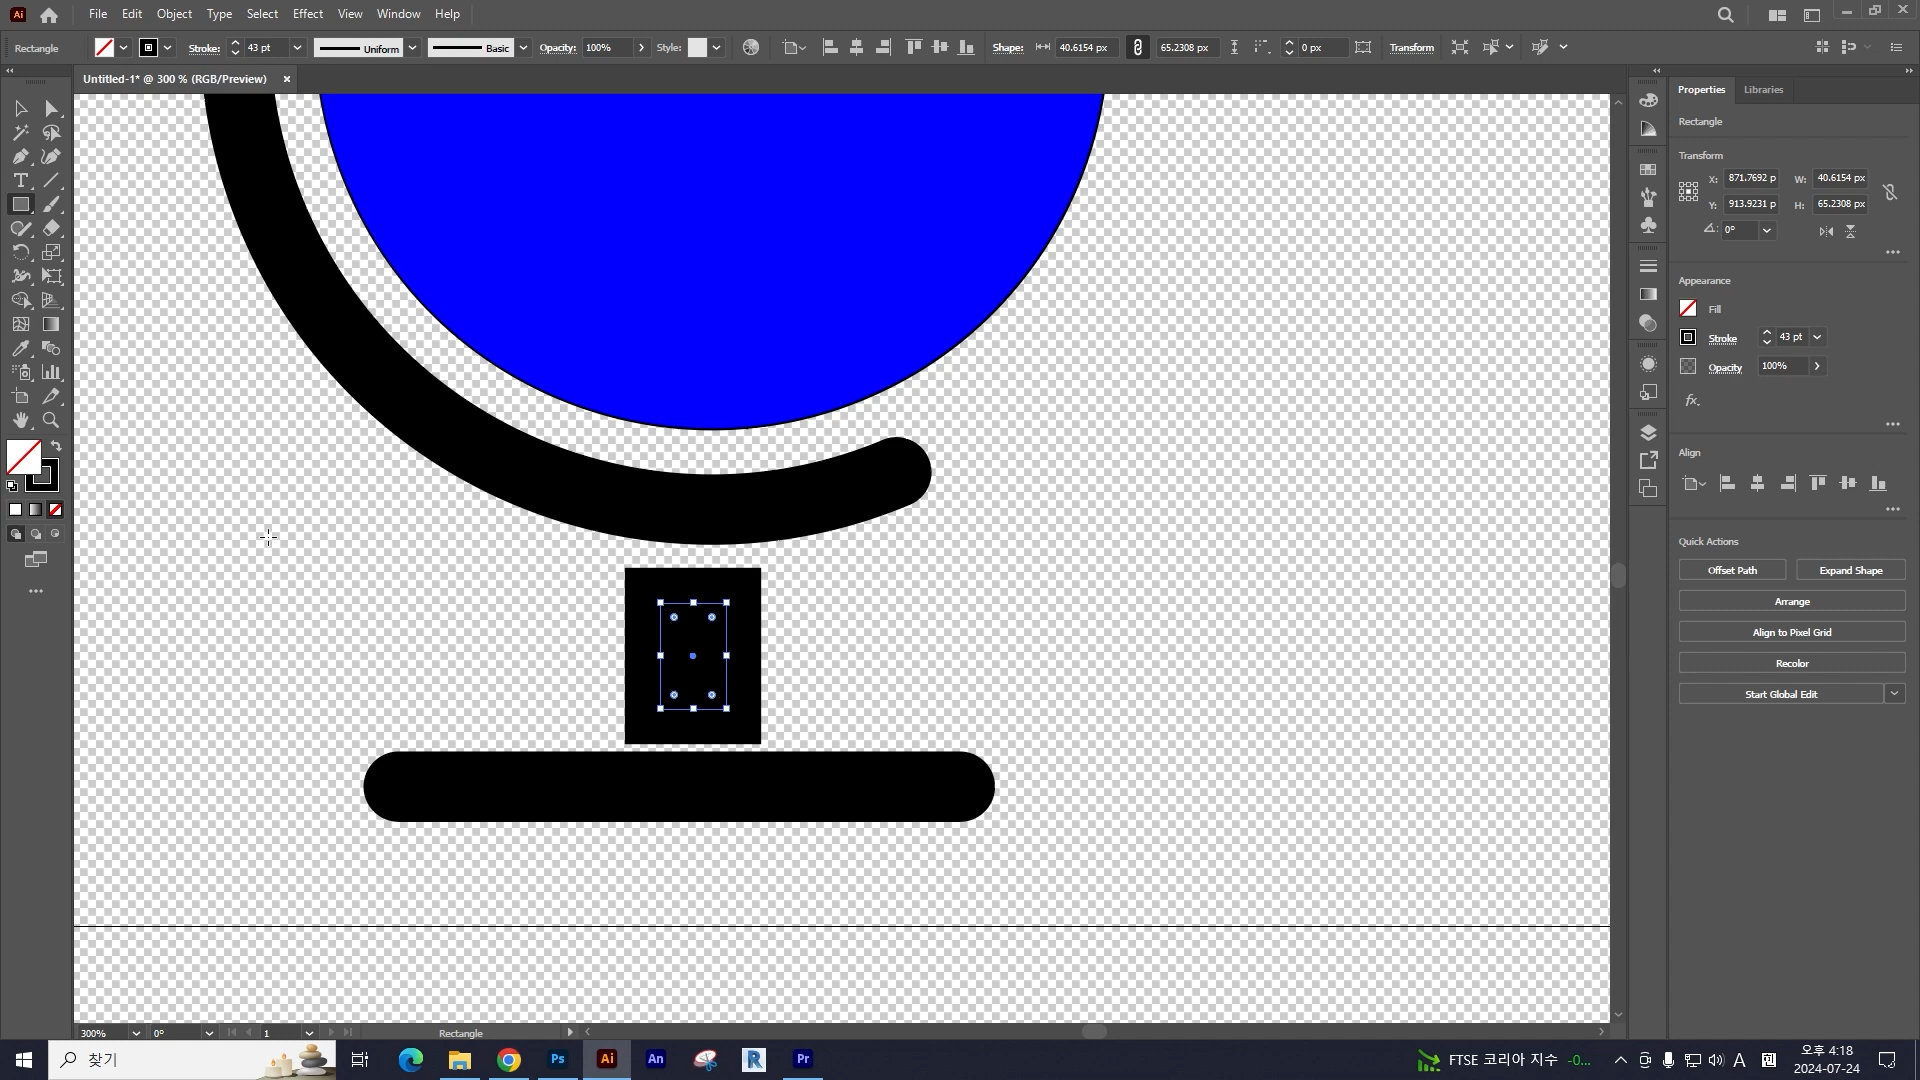 Ai File Edit Object Type Select Effect View Window Help
Rectangle Stroke: 43 pt Uniform Basic Opacity: 100% Style: Shape: 40.6154 px 65.2308 px 0 px Transform
Untitled-1* @ 300 % (RGB/Preview)
Properties Libraries
Rectangle
Transform
X: 871.7692 p W: 40.6154 px
Y: 913.9231 p H: 65.2308 px
0°
Appearance
Fill
Stroke 43 pt
Opacity 100%
fx.
Align
Quick Actions
Offset Path Expand Shape
Arrange
Align to Pixel Grid
Recolor
Start Global Edit
300% 0° 1 Rectangle
찾기 Ps Ai An R Pr FTSE 코리아 지수 -0... A 오후 4:18
2024-07-24